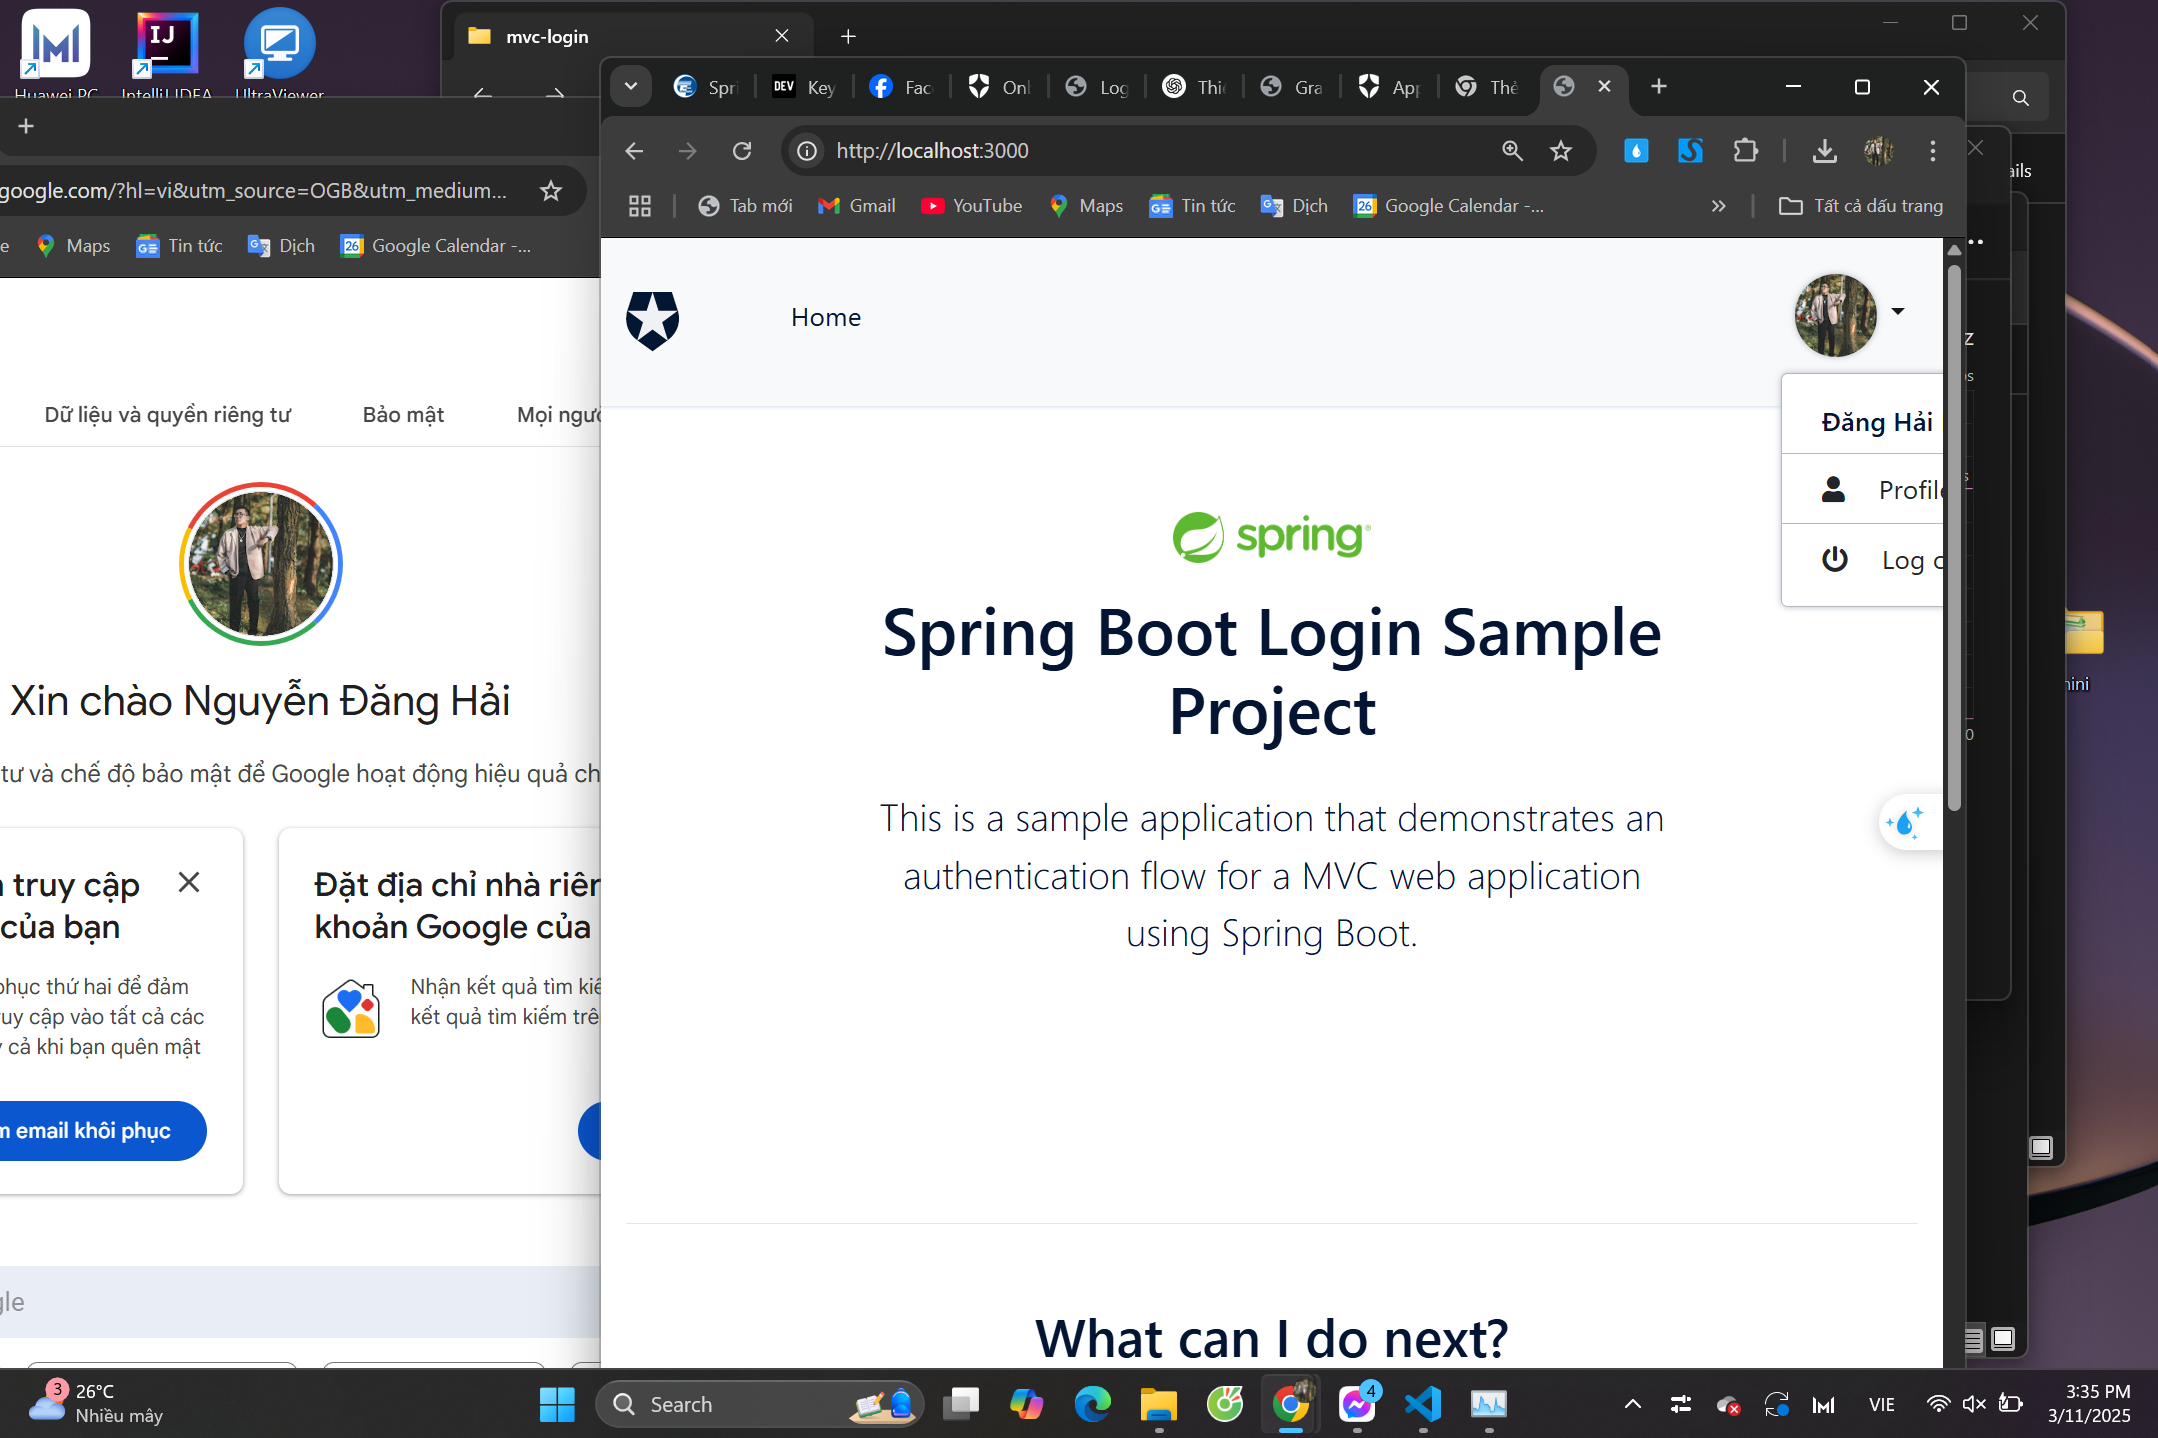 Huawei PC
IntelliJ IDEA
UltraViewer
mvc-login
google.com/?hl=vi&utm_source=OGB&utm_medium...
e
Maps
Tin tức
Dịch
Google Calendar -...
Dữ liệu và quyền riêng tư
Bảo mật
Mọi ngư
Xin chào Nguyễn Đăng Hải
tư và chế độ bảo mật để Google hoạt động hiệu quả ch
truy cập
của bạn
phục thứ hai để đảm
uy cập vào tất cả các
cả khi bạn quên mật
m email khôi phục
Đặt địa chỉ nhà riên
khoản Google của
Nhận kết quả tìm kiế
kết quả tìm kiếm trê
gle
Spri
DEV
Key
Fac
Onl
Log
Thi
Gra
App
Thẻ
http://localhost:3000
Tab mới
Gmail
YouTube
Maps
Tin tức
Dịch
Google Calendar -...
Tất cả dấu trang
Home
Đăng Hải
Profile
Log o
spring
Spring Boot Login Sample
Project
This is a sample application that demonstrates an
authentication flow for a MVC web application
using Spring Boot.
What can I do next?
ails
z
s
0
nini
3
26°C
Nhiều mây
Search
4
VIE
3:35 PM
3/11/2025